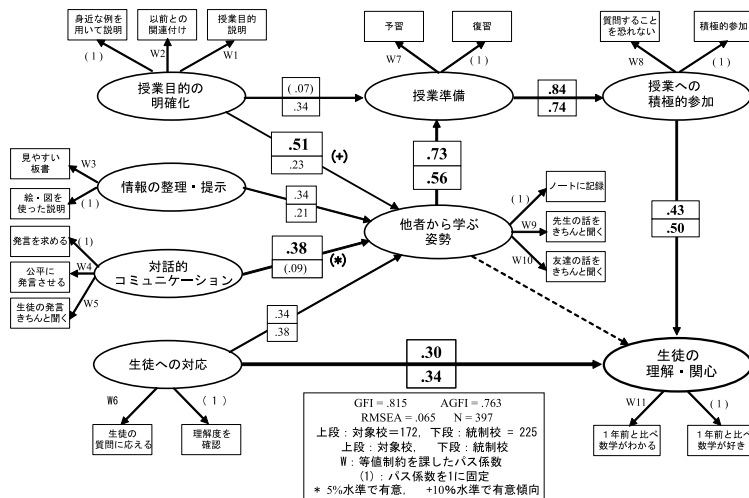 身近な例を
用いて説明
以前との
関連付け
授業目的
説明
(1)
W2
W1
授業目的の
明確化
予習
復習
W7
(1)
授業準備
質問すること
を恐れない
積極的参加
W8
(1)
授業への
積極的参加
(.07)
.34
.84
.74
.51
.23
(+)
.73
.56
見やすい
板書
W3
絵・図を
使った説明
(1)
情報の整理・提示
.34
.21
他者から学ぶ
姿勢
(1)
ノートに記録
W9
先生の話を
きちんと聞く
W10
友達の話を
きちんと聞く
.43
.50
発言を求める
(1)
公平に
発言させる
W4
生徒の発言
きちんと聞く
W5
対話的
コミュニケーション
.38
(.09)
(*)
.34
.38
生徒への対応
.30
.34
生徒の
理解・関心
W6
(1)
生徒の
質問に応える
理解度を
確認
W11
(1)
1年前と比べ
数学がわかる
1年前と比べ
数学が好き
GFI = .815 AGFI = .763
RMSEA = .065 N = 397
上段：対象校＝172, 下段：統制校 = 225
上段：対象校, 下段：統制校
W：等値制約を課したパス係数
(1)：パス係数を1に固定
* 5%水準で有意, +10%水準で有意傾向